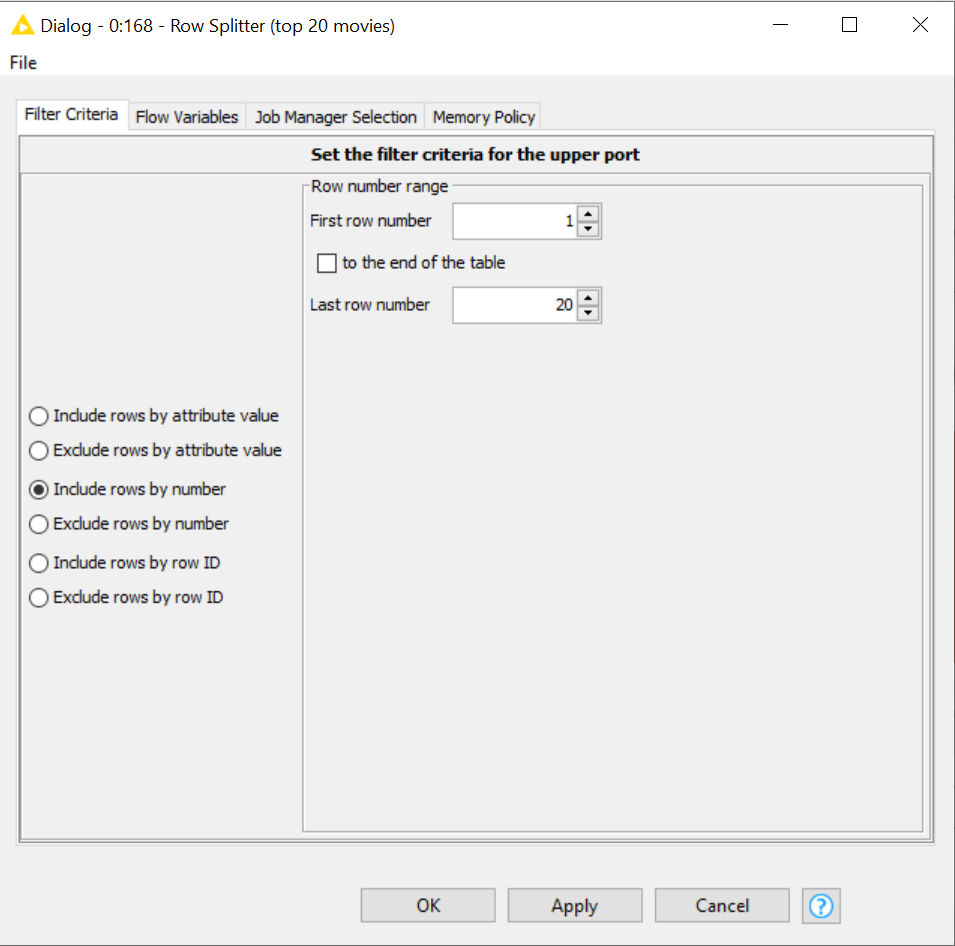 Dialog - 0:168 - Row Splitter (top 20 movies)
File
Filter Criteria Flow Variables Job Manager Selection Memory Policy
Set the filter criteria for the upper port
Row number range
First row number 1
to the end of the table
Last row number 20
Include rows by attribute value
Exclude rows by attribute value
Include rows by number
Exclude rows by number
Include rows by row ID
Exclude rows by row ID
OK Apply Cancel ?